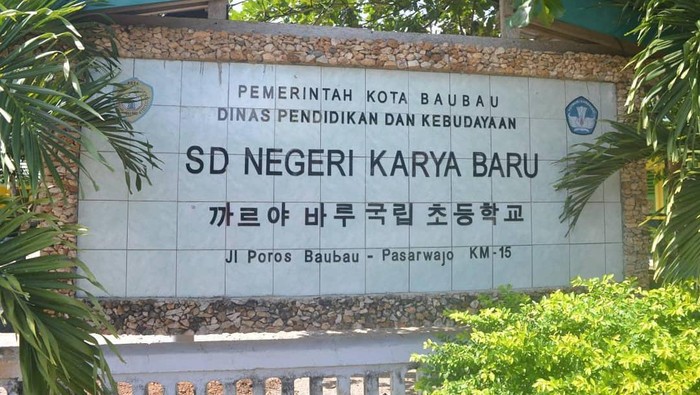 PEMERINTAH KOTA BAUBAU
DINAS PENDIDIKAN DAN KEBUDAYAAN
SD NEGERI KARYA BARU
까르야 바루 국립 초등학교
Jl Poros Baubau - Pasarwajo KM-15